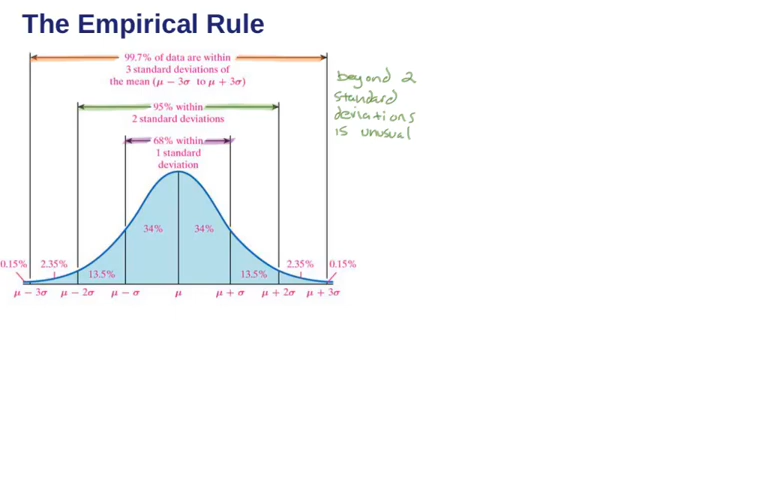 The Empirical Rule
99.7% of data are within
3 standard deviations of
the mean (μ − 3σ to μ + 3σ)
beyond 2
standard
deviations
is unusual
95% within
2 standard deviations
68% within
1 standard
deviation
34% 34%
0.15% 2.35% 2.35% 0.15%
13.5% 13.5%
μ − 3σ μ − 2σ μ − σ μ μ + σ μ + 2σ μ + 3σ